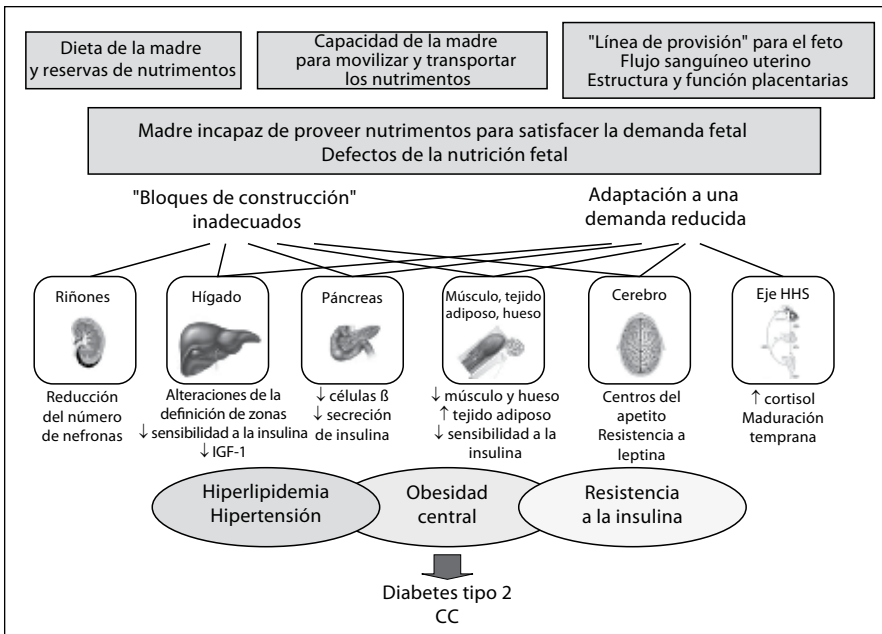 Dieta de la madre
y reservas de nutrimentos
Capacidad de la madre
para movilizar y transportar
los nutrimentos
"Línea de provisión" para el feto
Flujo sanguíneo uterino
Estructura y función placentarias
Madre incapaz de proveer nutrimentos para satisfacer la demanda fetal
Defectos de la nutrición fetal
"Bloques de construcción"
inadecuados
Adaptación a una
demanda reducida
Riñones
Reducción
del número
de nefronas
Hígado
Alteraciones de la
definición de zonas
↓ sensibilidad a la insulina
↓ IGF-1
Páncreas
↓ células ß
↓ secreción
de insulina
Músculo, tejido
adiposo, hueso
↓ músculo y hueso
↑ tejido adiposo
↓ sensibilidad a la
insulina
Cerebro
Centros del
apetito
Resistencia a
leptina
Eje HHS
↑ cortisol
Maduración
temprana
Hiperlipidemia
Hipertensión
Obesidad
central
Resistencia
a la insulina
Diabetes tipo 2
CC